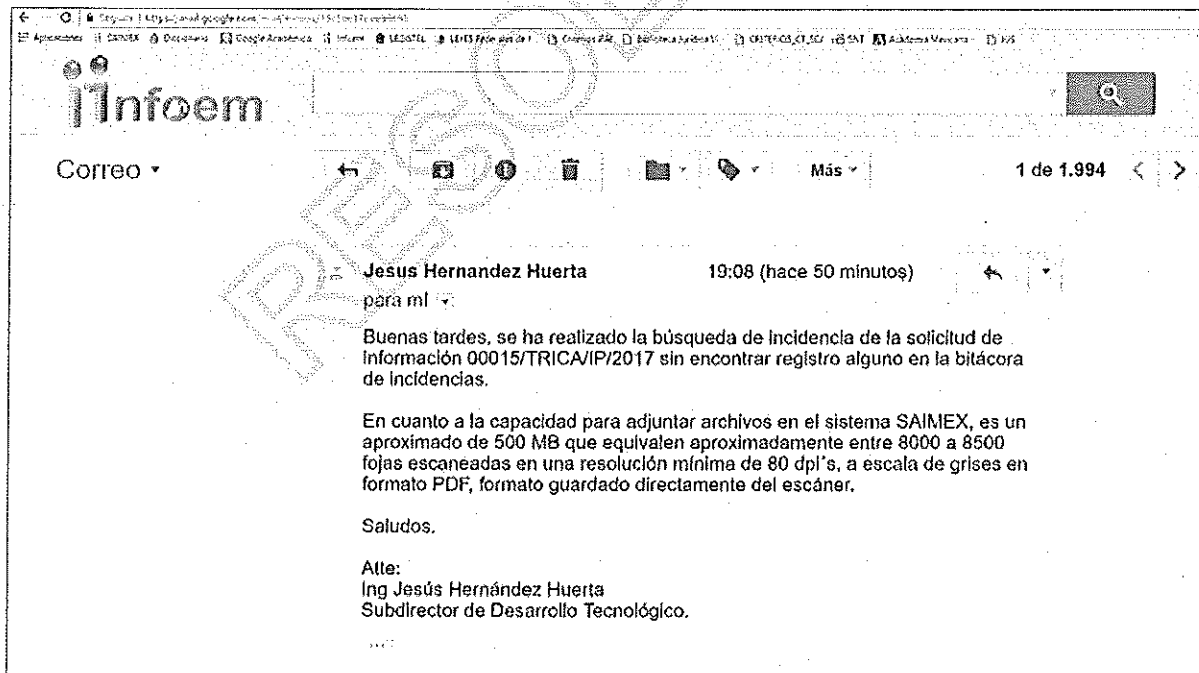 infoem
Correo
Más
1 de 1.994
RESOL
Jesus Hernandez Huerta 19:08 (hace 50 minutos)
para mí
Buenas tardes, se ha realizado la búsqueda de incidencia de la solicitud de
información 00015/TRICA/IP/2017 sin encontrar registro alguno en la bitácora
de incidencias.
En cuanto a la capacidad para adjuntar archivos en el sistema SAIMEX, es un
aproximado de 500 MB que equivalen aproximadamente entre 8000 a 8500
fojas escaneadas en una resolución mínima de 80 dpi´s, a escala de grises en
formato PDF, formato guardado directamente del escáner.
Saludos.
Atte:
Ing Jesús Hernández Huerta
Subdirector de Desarrollo Tecnológico.